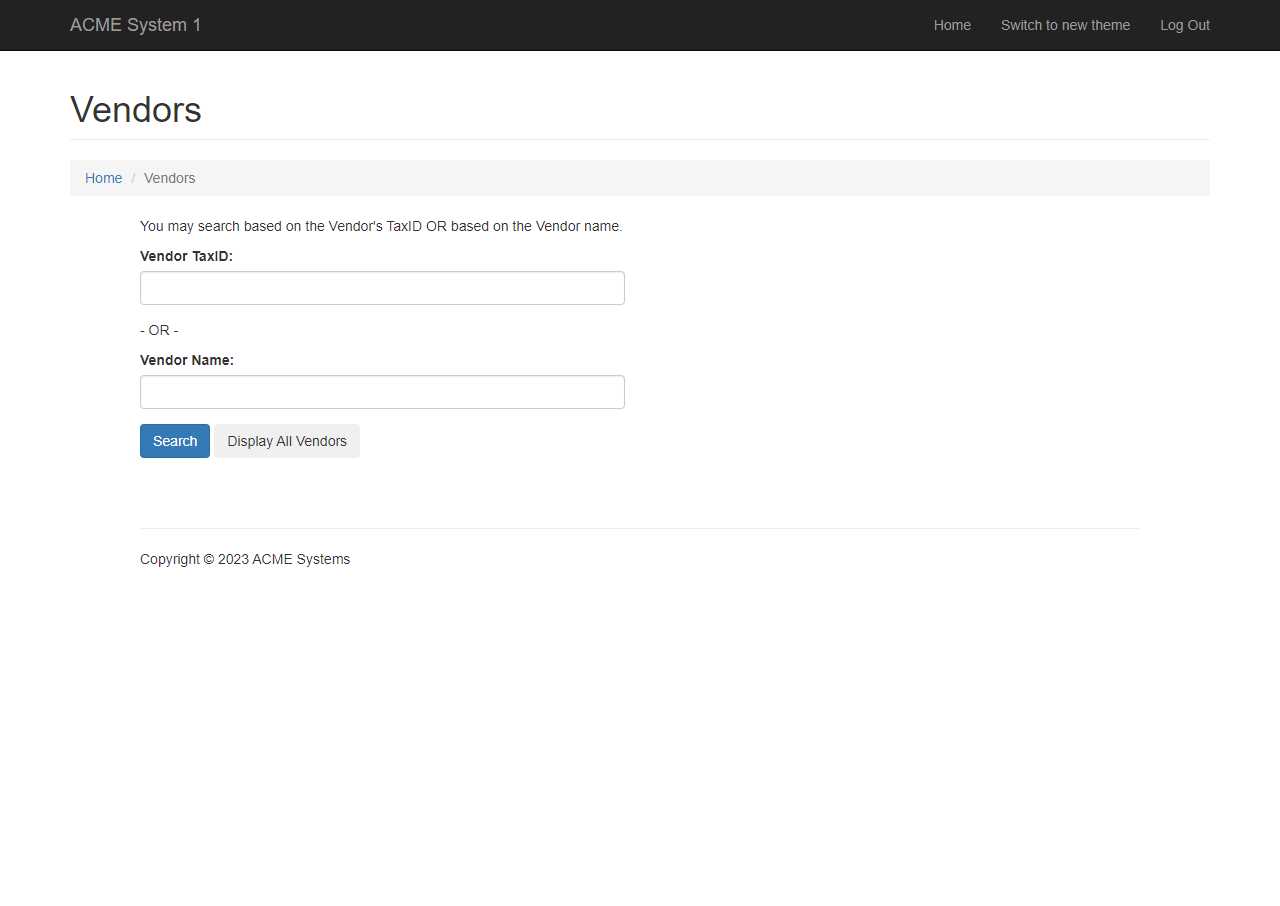 ACME System 1
Home Switch to new theme Log Out
Vendors
Home / Vendors
You may search based on the Vendor's TaxID OR based on the Vendor name.
Vendor TaxID:
- OR -
Vendor Name:
Search Display All Vendors
Copyright © 2023 ACME Systems